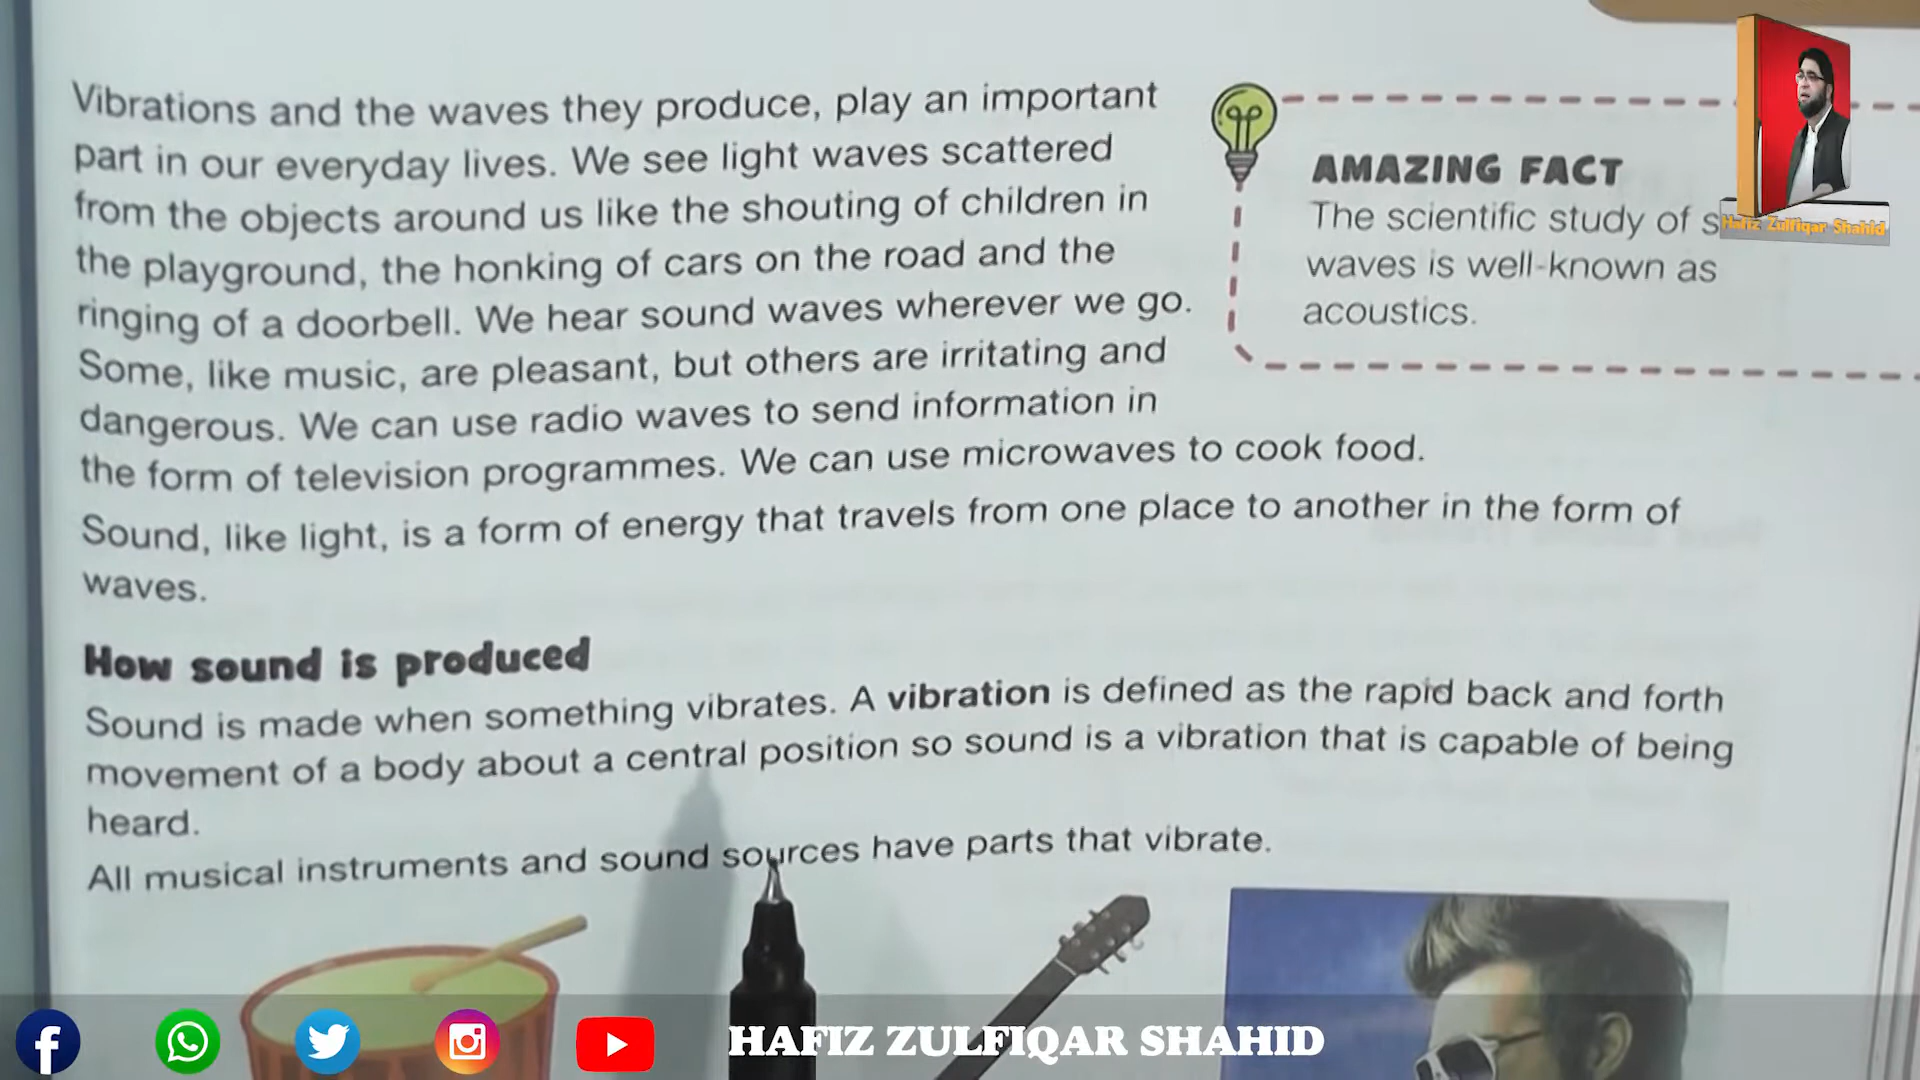 Vibrations and the waves they produce, play an important
part in our everyday lives. We see light waves scattered
from the objects around us like the shouting of children in
the playground, the honking of cars on the road and the
ringing of a doorbell. We hear sound waves wherever we go.
Some, like music, are pleasant, but others are irritating and
dangerous. We can use radio waves to send information in
the form of television programmes. We can use microwaves to cook food.
Sound, like light, is a form of energy that travels from one place to another in the form of
waves.
AMAZING FACT
The scientific study of s
waves is well-known as
acoustics.
Hafiz Zulfiqar Shahid
How sound is produced
Sound is made when something vibrates. A vibration is defined as the rapid back and forth
movement of a body about a central position so sound is a vibration that is capable of being
heard.
All musical instruments and sound sources have parts that vibrate.
HAFIZ ZULFIQAR SHAHID